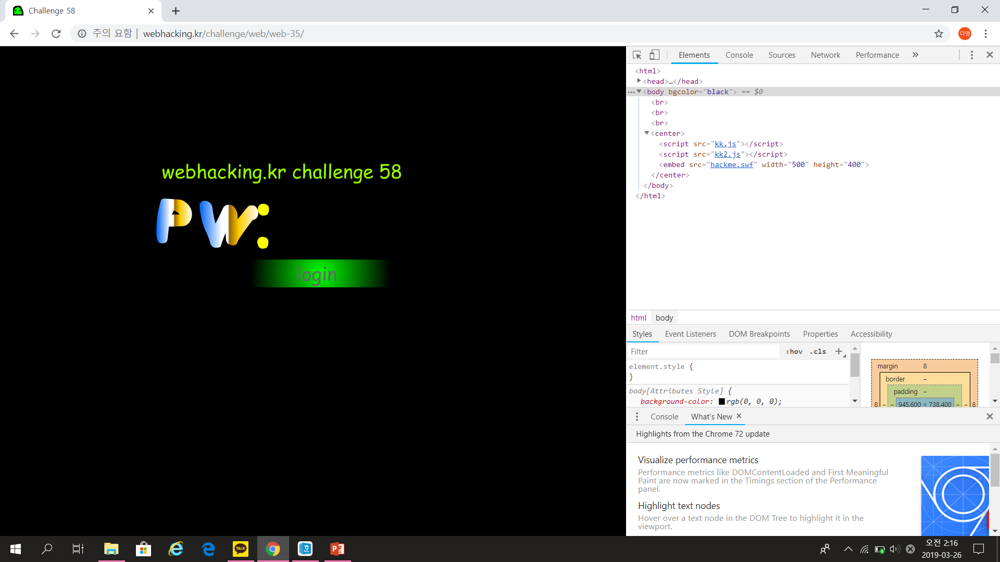 Challenge 58
주의 요함 | webhacking.kr/challenge/web/web-35/
다영
webhacking.kr challenge 58
PW:
login
Elements Console Sources Network Performance »
<html>
<head>…</head>
<body bgcolor="black"> == $0
<br>
<br>
<br>
<center>
<script src="kk.js"></script>
<script src="kk2.js"></script>
<embed src="hackme.swf" width="500" height="400">
</center>
</body>
</html>
html body
Styles Event Listeners DOM Breakpoints Properties Accessibility
Filter :hov .cls +
element.style {
}
body[Attributes Style] {
background-color: rgb(0, 0, 0);
margin 8
border –
padding –
8 – – 945.600 × 738.400 – – 8
Console What's New
Highlights from the Chrome 72 update
Visualize performance metrics
Performance metrics like DOMContentLoaded and First Meaningful
Paint are now marked in the Timings section of the Performance
panel.
Highlight text nodes
Hover over a text node in the DOM Tree to highlight it in the
viewport.
TALK
오전 2:16
2019-03-26